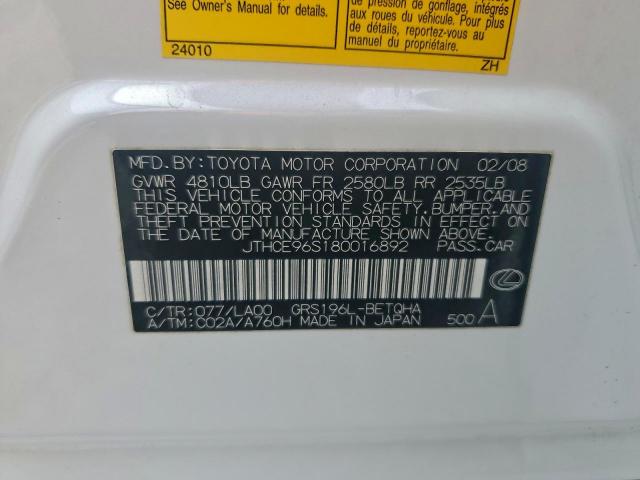 See Owner's Manual for details.
24010
de pression de gonflage, intégrés
aux roues du véhicule. Pour plus
de détails, reportez-vous au
manuel du propriétaire.
ZH
MFD.BY:TOYOTA MOTOR CORPORATION 02/08
GVWR 4810LB GAWR FR 2580LB RR 2535LB
THIS VEHICLE CONFORMS TO ALL APPLICABLE
FEDERAL MOTOR VEHICLE SAFETY,BUMPER,AND
THEFT PREVENTION STANDARDS IN EFFECT ON
THE DATE OF MANUFACTURE SHOWN ABOVE.
JTHCE96S180016892 PASS.CAR
C/TR:077/LA00 GRS196L-BETQHA
A/TM:C02A/A760H MADE IN JAPAN 500 A